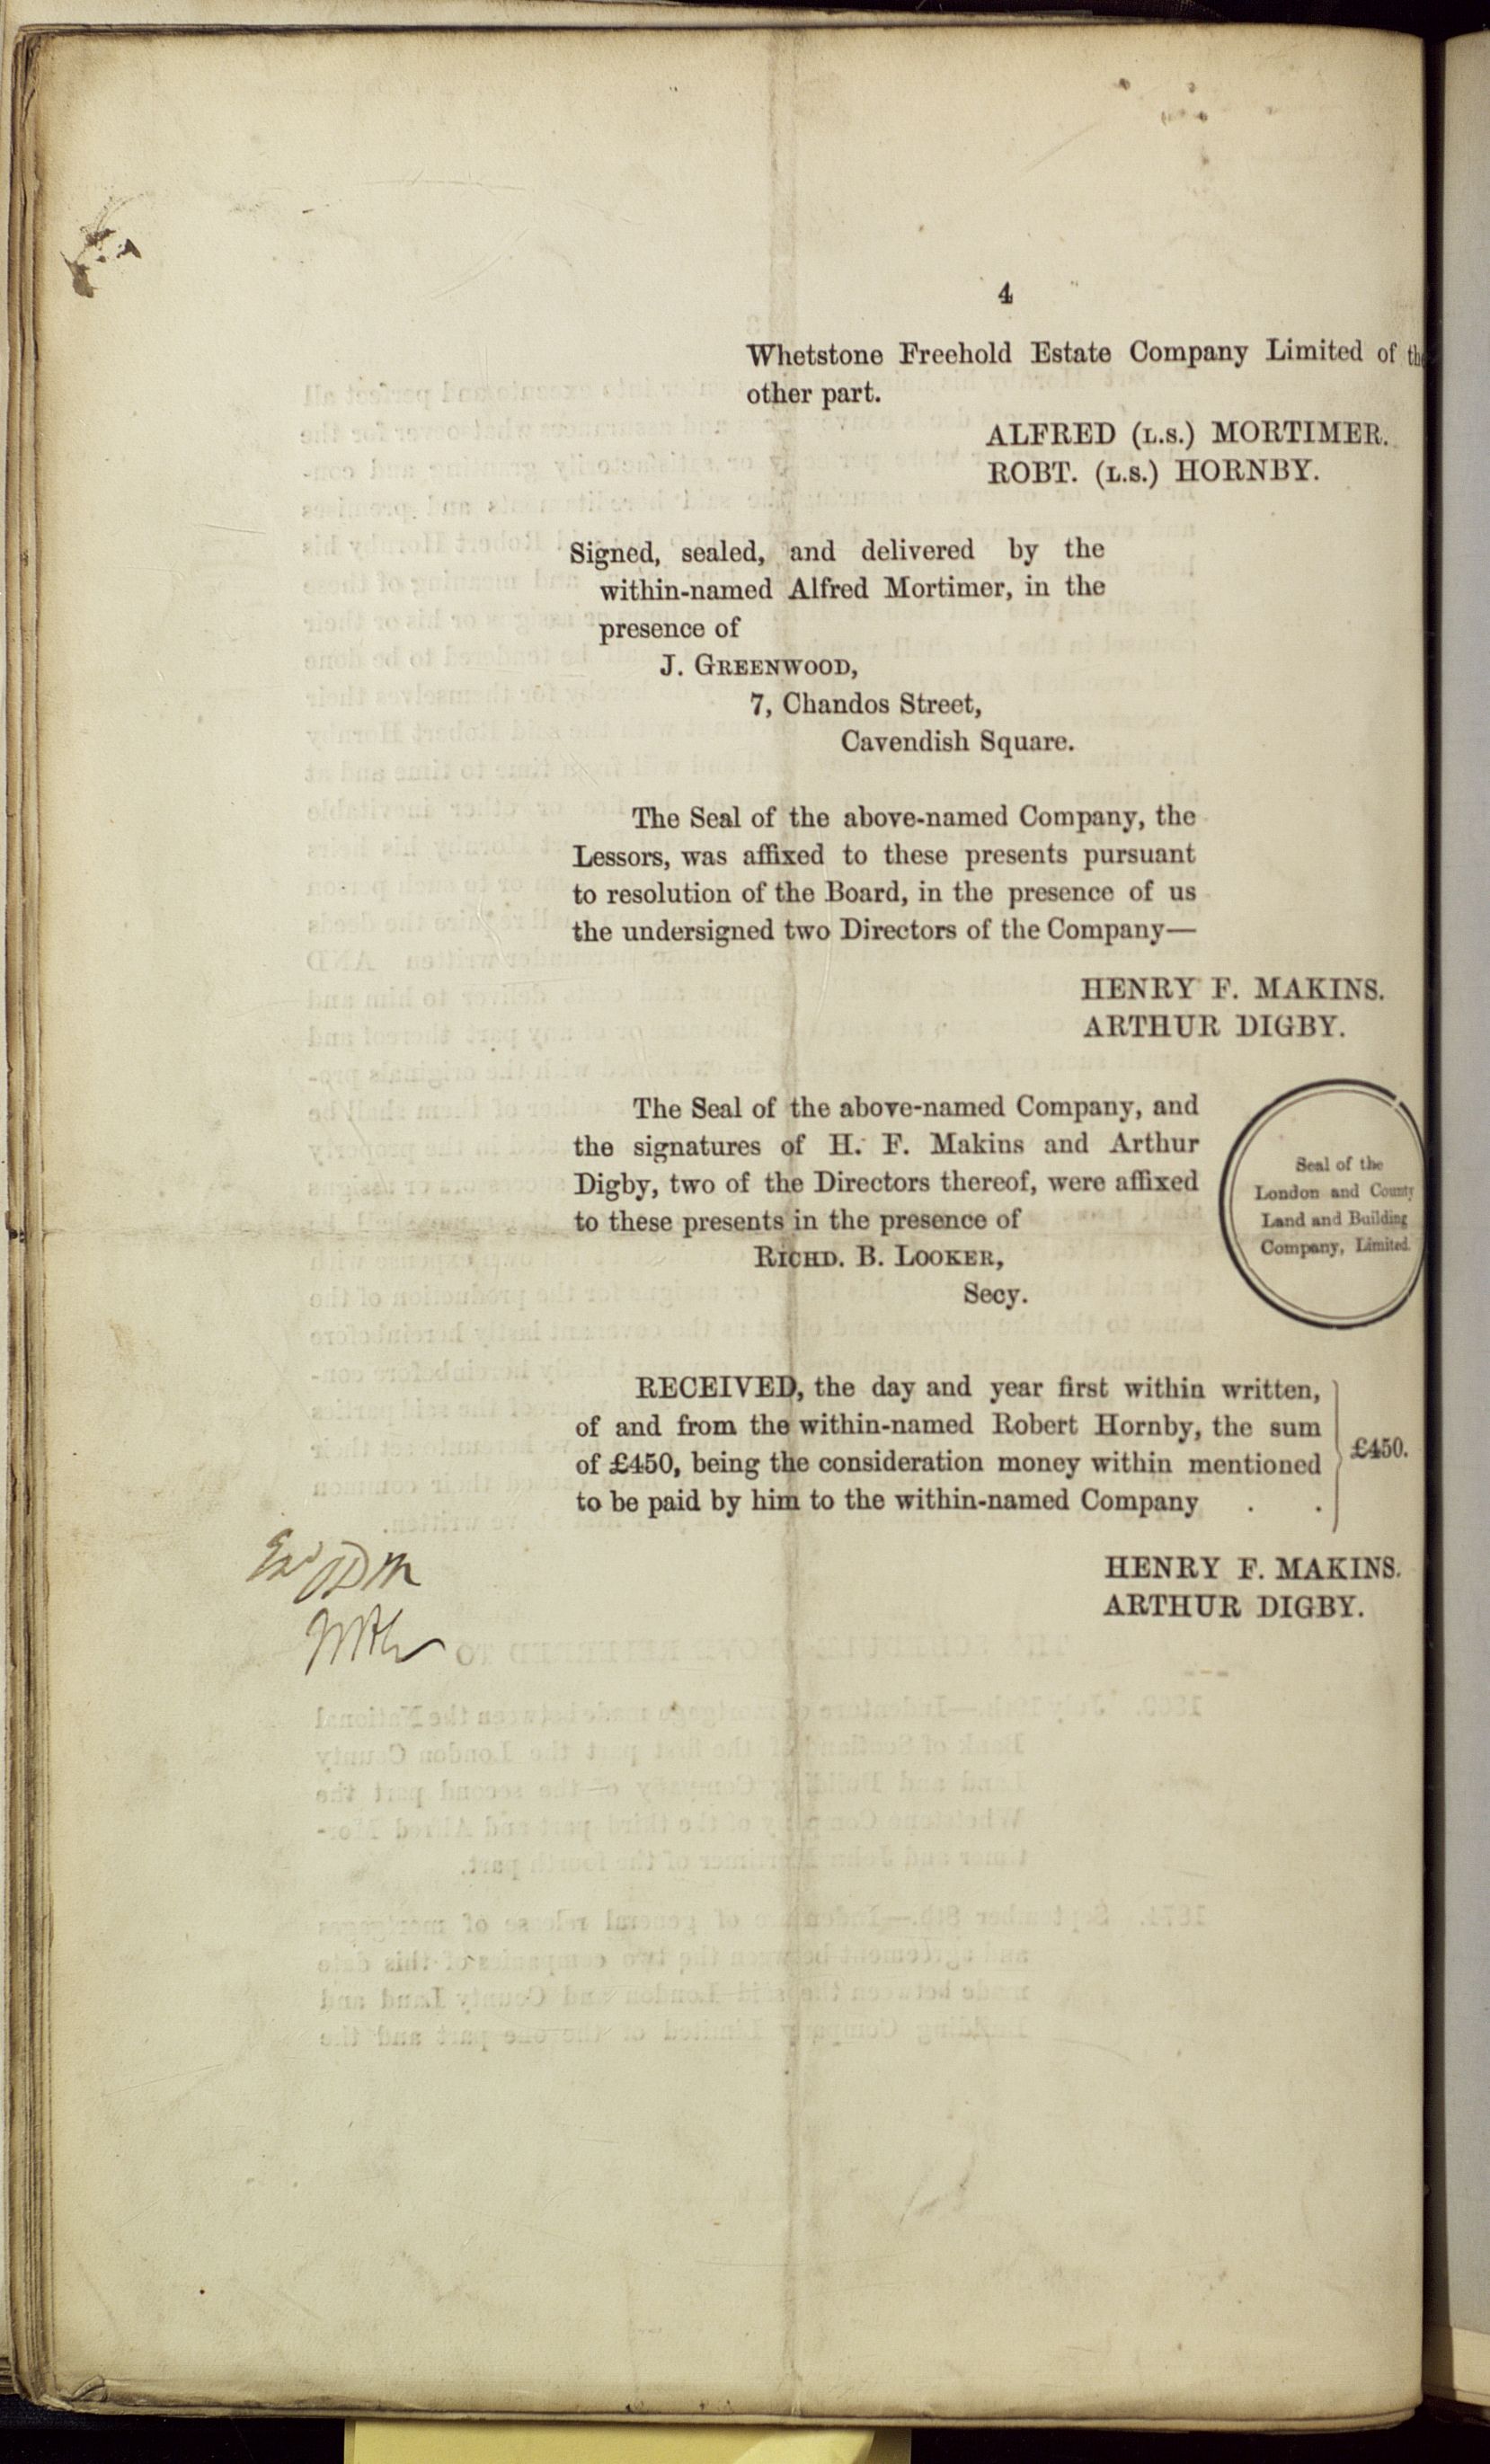 4
Whetstone Freehold Estate Company Limited of the
other part.
ALFRED (L.S.) MORTIMER.
ROBT. (L.S.) HORNBY.
Signed, sealed, and delivered by the
within-named Alfred Mortimer, in the
presence of
J. GREENWOOD,
7, Chandos Street,
Cavendish Square.
The Seal of the above-named Company, the
Lessors, was affixed to these presents pursuant
to resolution of the Board, in the presence of us
the undersigned two Directors of the Company—
HENRY F. MAKINS.
ARTHUR DIGBY.
The Seal of the above-named Company, and
the signatures of H. F. Makins and Arthur
Digby, two of the Directors thereof, were affixed
to these presents in the presence of
RICHD. B. LOOKER,
Secy.
Seal of the
London and County
Land and Building
Company, Limited.
RECEIVED, the day and year first within written,
of and from the within-named Robert Hornby, the sum
of £450, being the consideration money within mentioned
to be paid by him to the within-named Company . .
£450.
HENRY F. MAKINS.
ARTHUR DIGBY.